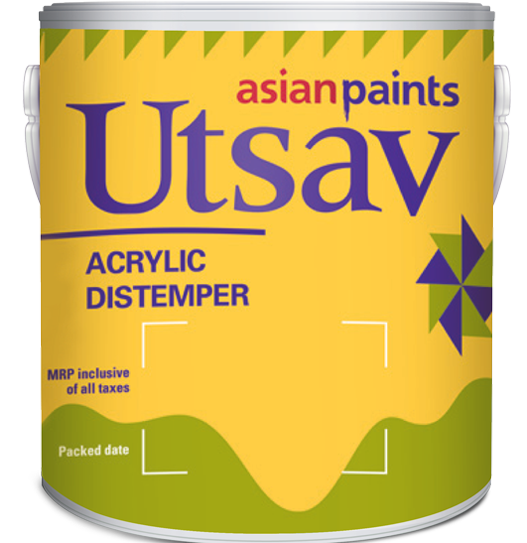 asianpaints
Utsav
ACRYLIC
DISTEMPER
MRP inclusive
of all taxes
Packed date